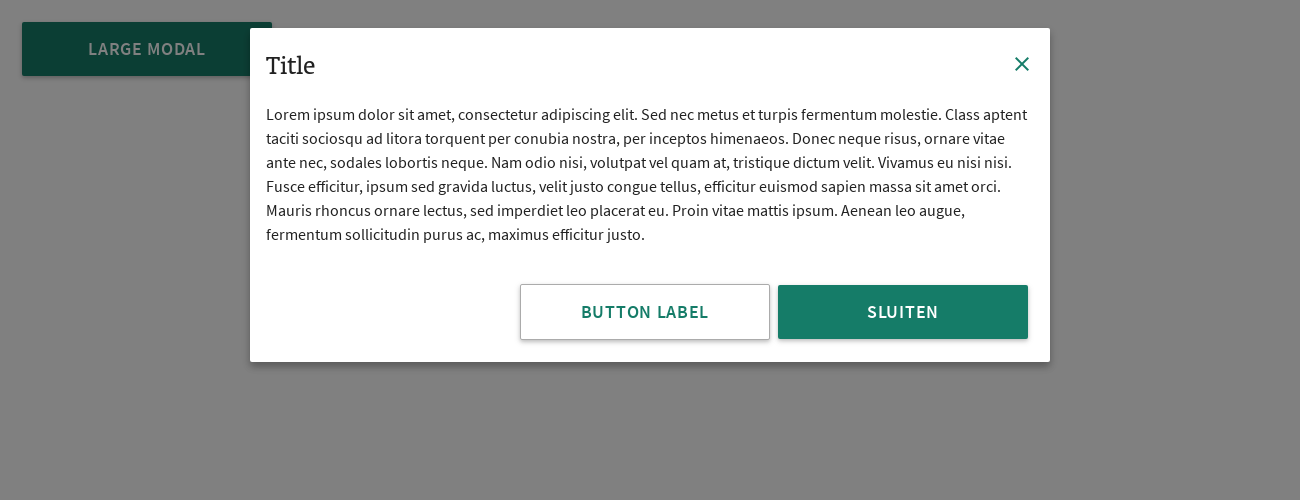 LARGE MODAL
Title
Lorem ipsum dolor sit amet, consectetur adipiscing elit. Sed nec metus et turpis fermentum molestie. Class aptent
taciti sociosqu ad litora torquent per conubia nostra, per inceptos himenaeos. Donec neque risus, ornare vitae
ante nec, sodales lobortis neque. Nam odio nisi, volutpat vel quam at, tristique dictum velit. Vivamus eu nisi nisi.
Fusce efficitur, ipsum sed gravida luctus, velit justo congue tellus, efficitur euismod sapien massa sit amet orci.
Mauris rhoncus ornare lectus, sed imperdiet leo placerat eu. Proin vitae mattis ipsum. Aenean leo augue,
fermentum sollicitudin purus ac, maximus efficitur justo.
BUTTON LABEL
SLUITEN